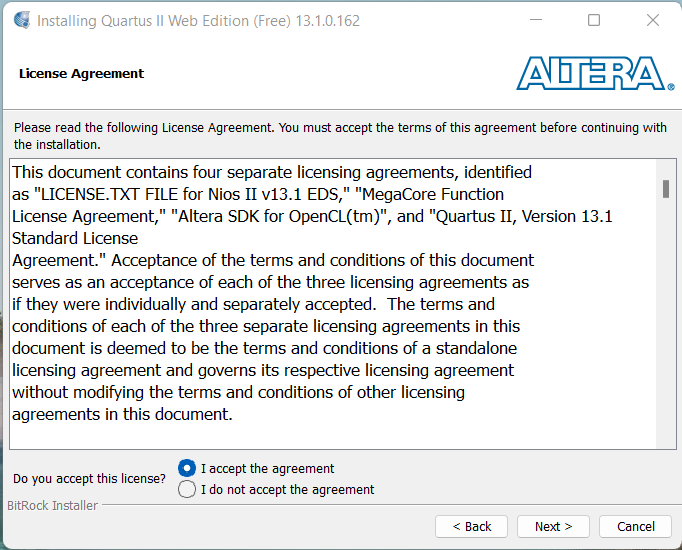 Installing Quartus II Web Edition (Free) 13.1.0.162
License Agreement
ALTERA®
Please read the following License Agreement. You must accept the terms of this agreement before continuing with
the installation.
This document contains four separate licensing agreements, identified
as "LICENSE.TXT FILE for Nios II v13.1 EDS," "MegaCore Function
License Agreement," "Altera SDK for OpenCL(tm)", and "Quartus II, Version 13.1
Standard License
Agreement." Acceptance of the terms and conditions of this document
serves as an acceptance of each of the three licensing agreements as
if they were individually and separately accepted.  The terms and
conditions of each of the three separate licensing agreements in this
document is deemed to be the terms and conditions of a standalone
licensing agreement and governs its respective licensing agreement
without modifying the terms and conditions of other licensing
agreements in this document.
Do you accept this license?
I accept the agreement
I do not accept the agreement
BitRock Installer
< Back
Next >
Cancel